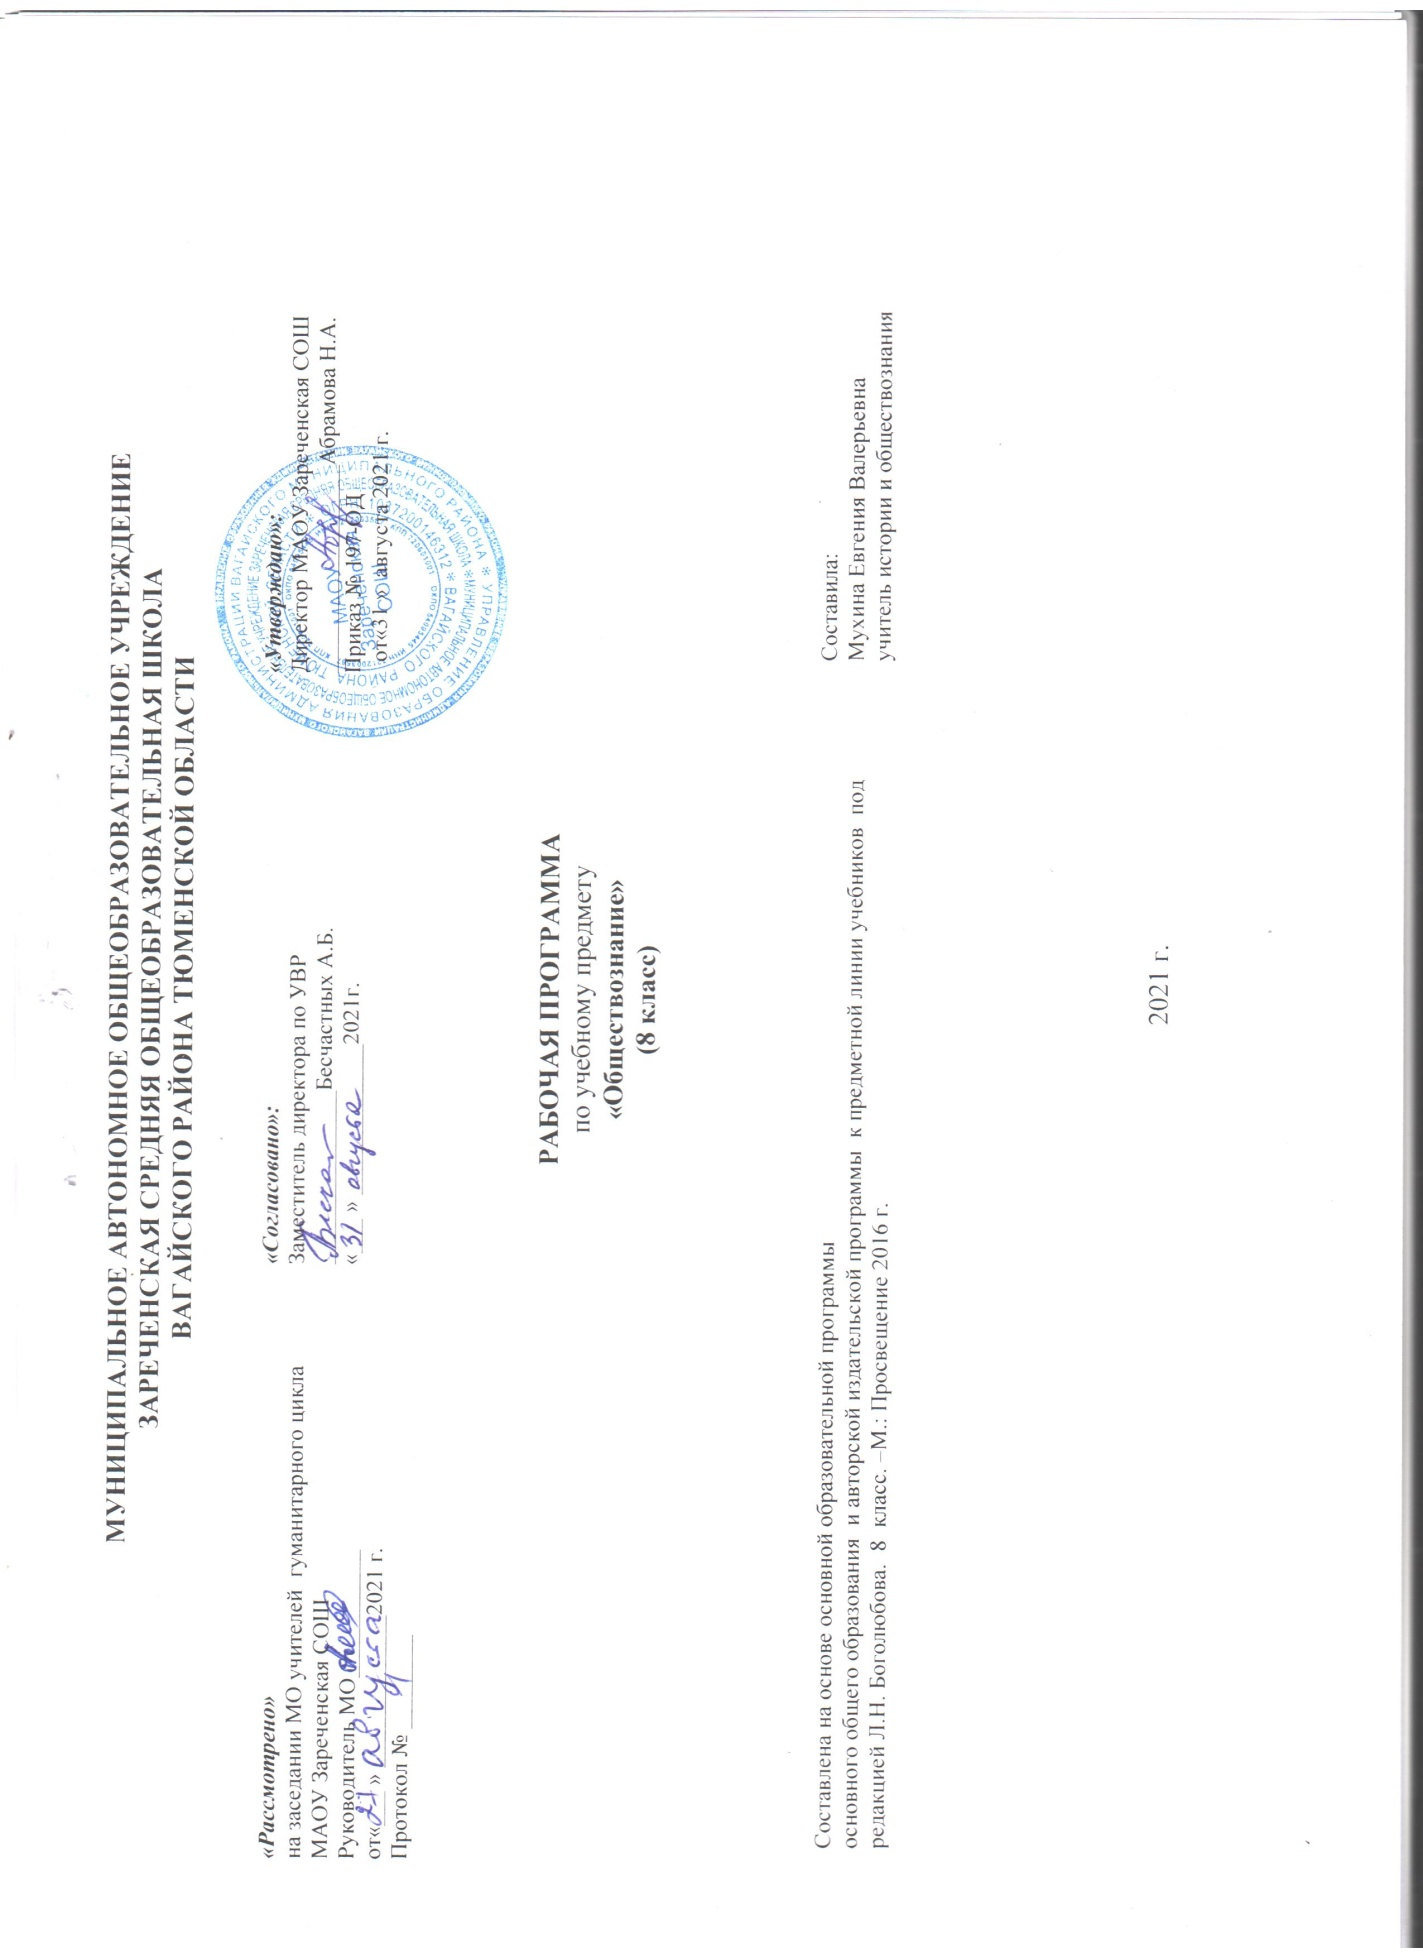 МУНИЦИПАЛЬНОЕ АВТОНОМНОЕ ОБЩЕОБРАЗОВАТЕЛЬНОЕ УЧРЕЖДЕНИЕ
ЗАРЕЧЕНСКАЯ СРЕДНЯЯ ОБЩЕОБРАЗОВАТЕЛЬНАЯ ШКОЛА
ВАГАЙСКОГО РАЙОНА ТЮМЕНСКОЙ ОБЛАСТИ
«Рассмотрено»
на заседании МО учителей гуманитарного цикла
МАОУ Зареченская СОШ
Руководитель МО
от«27» августа 2021 г.
Протокол №
«Согласовано»:
Заместитель директора по УВР
Бесчастных А.Б.
«31» августа 2021г.
«Утверждаю»:
Директор МАОУ Зареченская СОШ
Абрамова Н.А.
Приказ № 197-ОД
от«31» августа 2021 г.
МАОУ
Зареченская
СОШ
РАБОЧАЯ ПРОГРАММА
по учебному предмету
«Обществознание»
(8 класс)
Составлена на основе основной образовательной программы
основного общего образования и авторской издательской программы к предметной линии учебников под
редакцией Л.Н. Боголюбова. 8 класс. –М.: Просвещение 2016 г.
Составила:
Мухина Евгения Валерьевна
учитель истории и обществознания
2021 г.